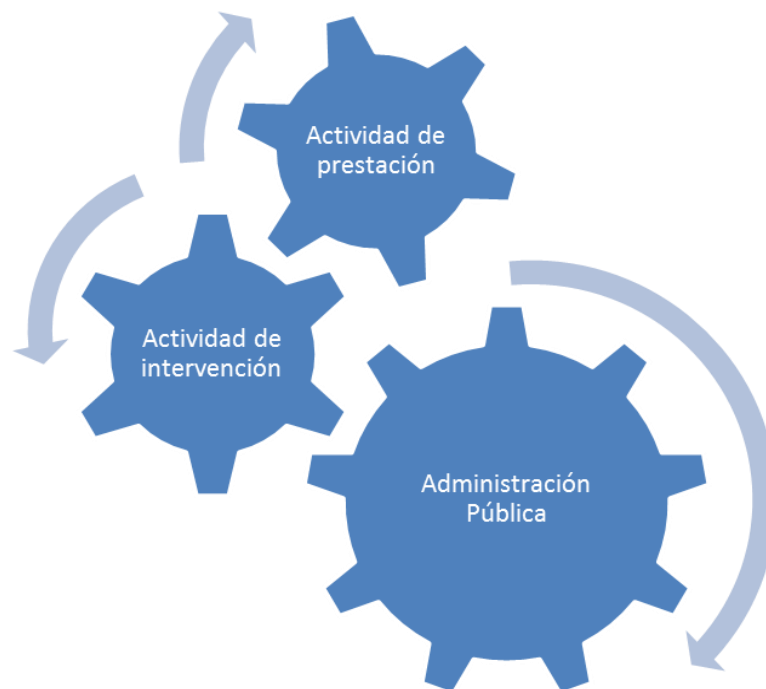 Actividad de
prestación
Actividad de
intervención
Administración
Pública